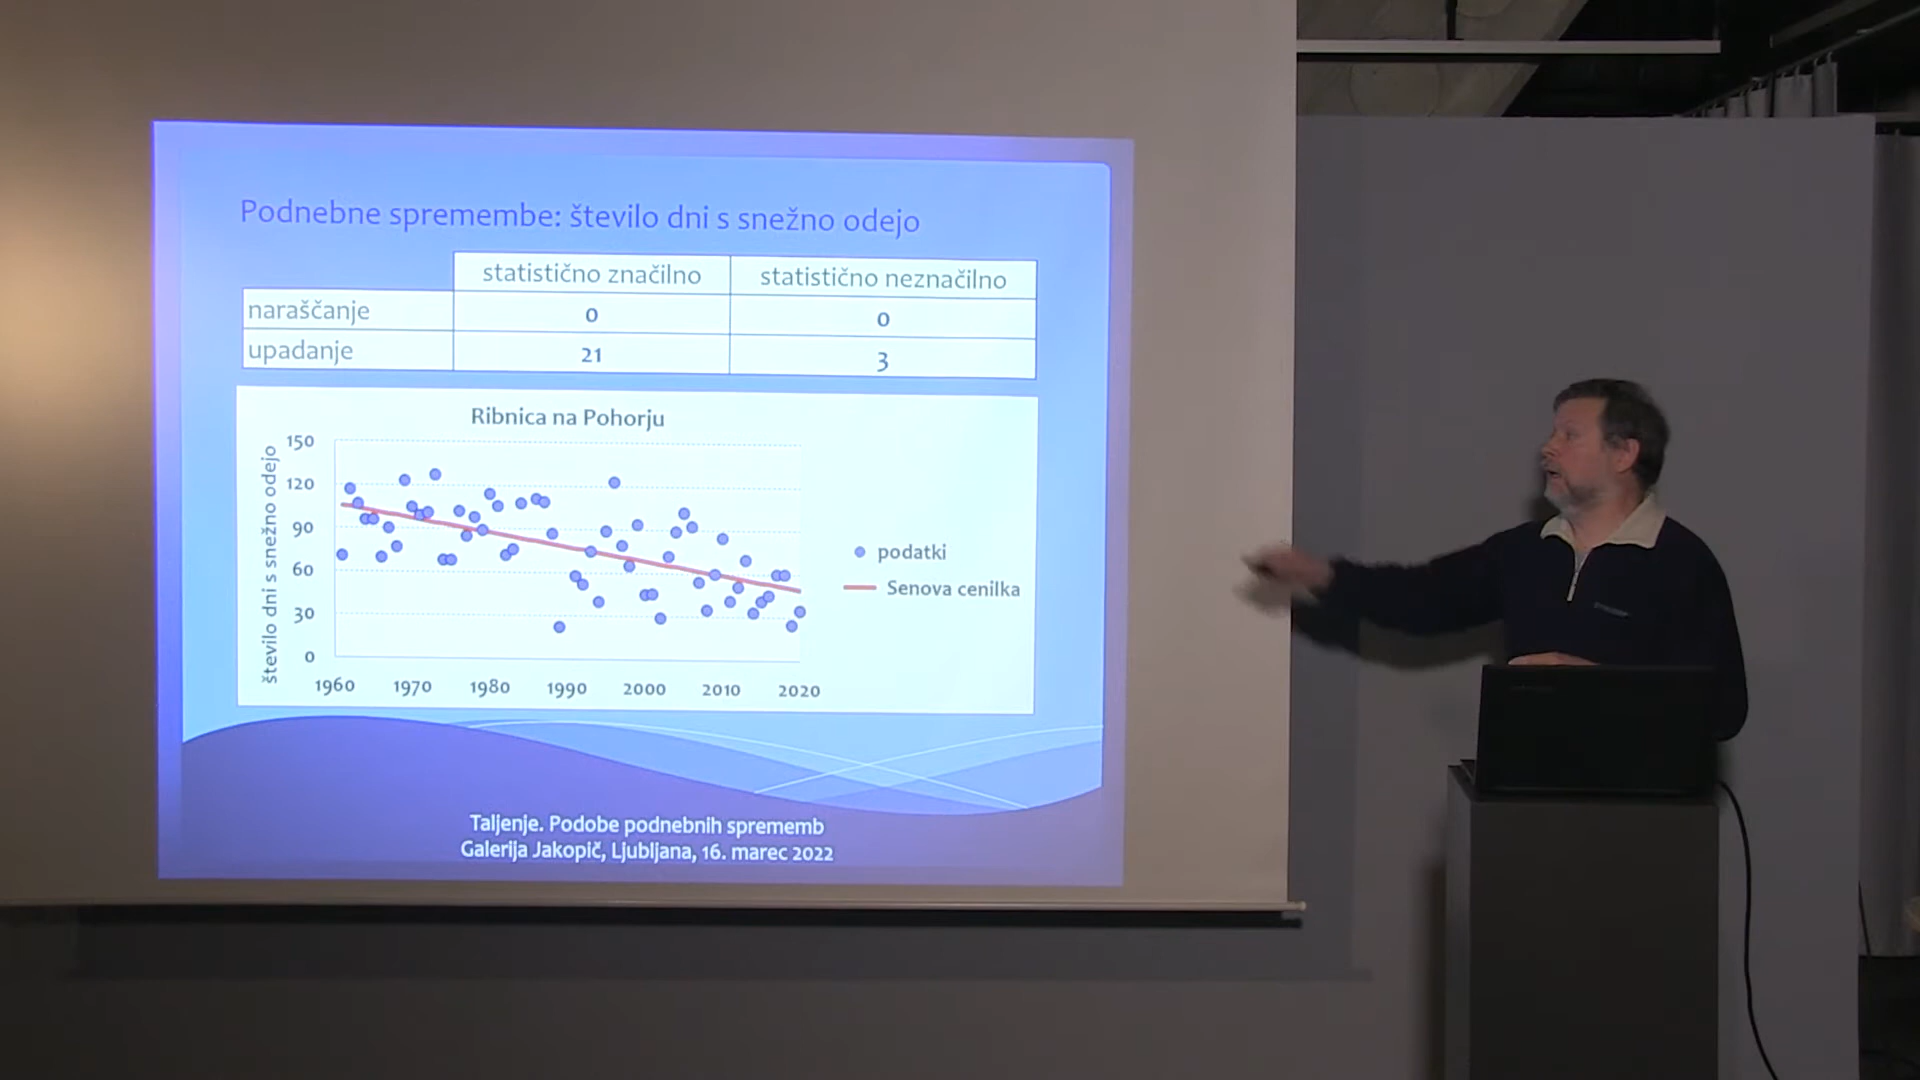 Podnebne spremembe: število dni s snežno odejo
statistično značilno statistično neznačilno
naraščanje 0 0
upadanje 21 3
Ribnica na Pohorju
število dni s snežno odejo
150
120
90
60
30
0
1960 1970 1980 1990 2000 2010 2020
podatki
Senova cenilka
Taljenje. Podobe podnebnih sprememb
Galerija Jakopič, Ljubljana, 16. marec 2022